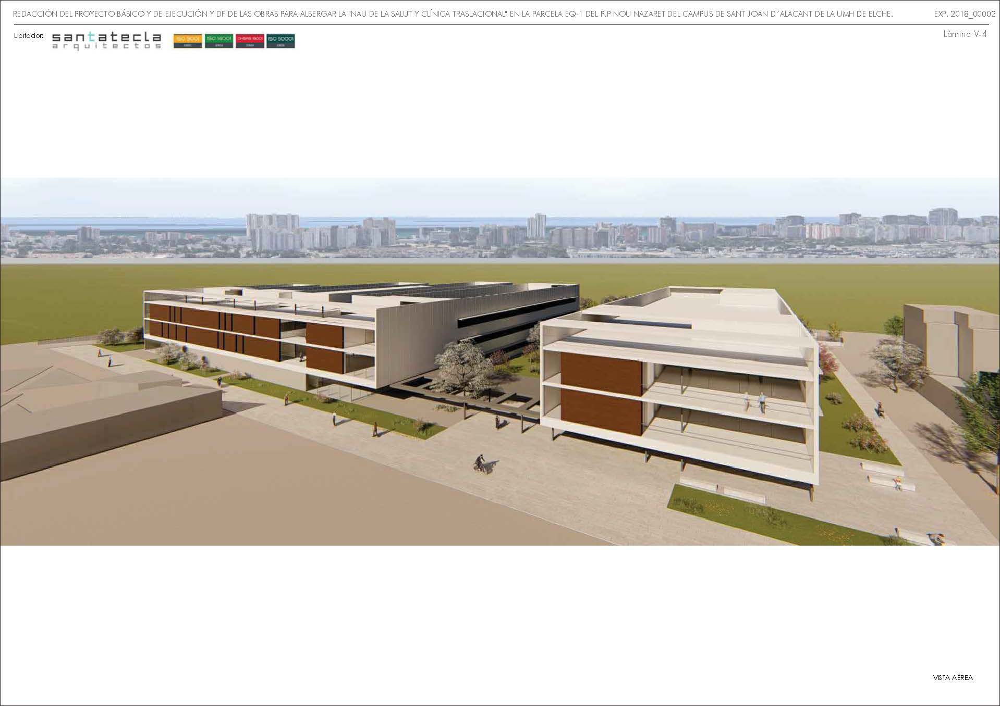 REDACCIÓN DEL PROYECTO BÁSICO Y DE EJECUCIÓN Y DF DE LAS OBRAS PARA ALBERGAR LA "NAU DE LA SALUT Y CLÍNICA TRASLACIONAL" EN LA PARCELA EQ-1 DEL P.P NOU NAZARET DEL CAMPUS DE SANT JOAN D´ALACANT DE LA UMH DE ELCHE. EXP. 2018_00002
Licitador: santatecla arquitectos ISO 9001 ISO 14001 OHSAS 18001 ISO 50001
Lámina V-4
VISTA AÉREA